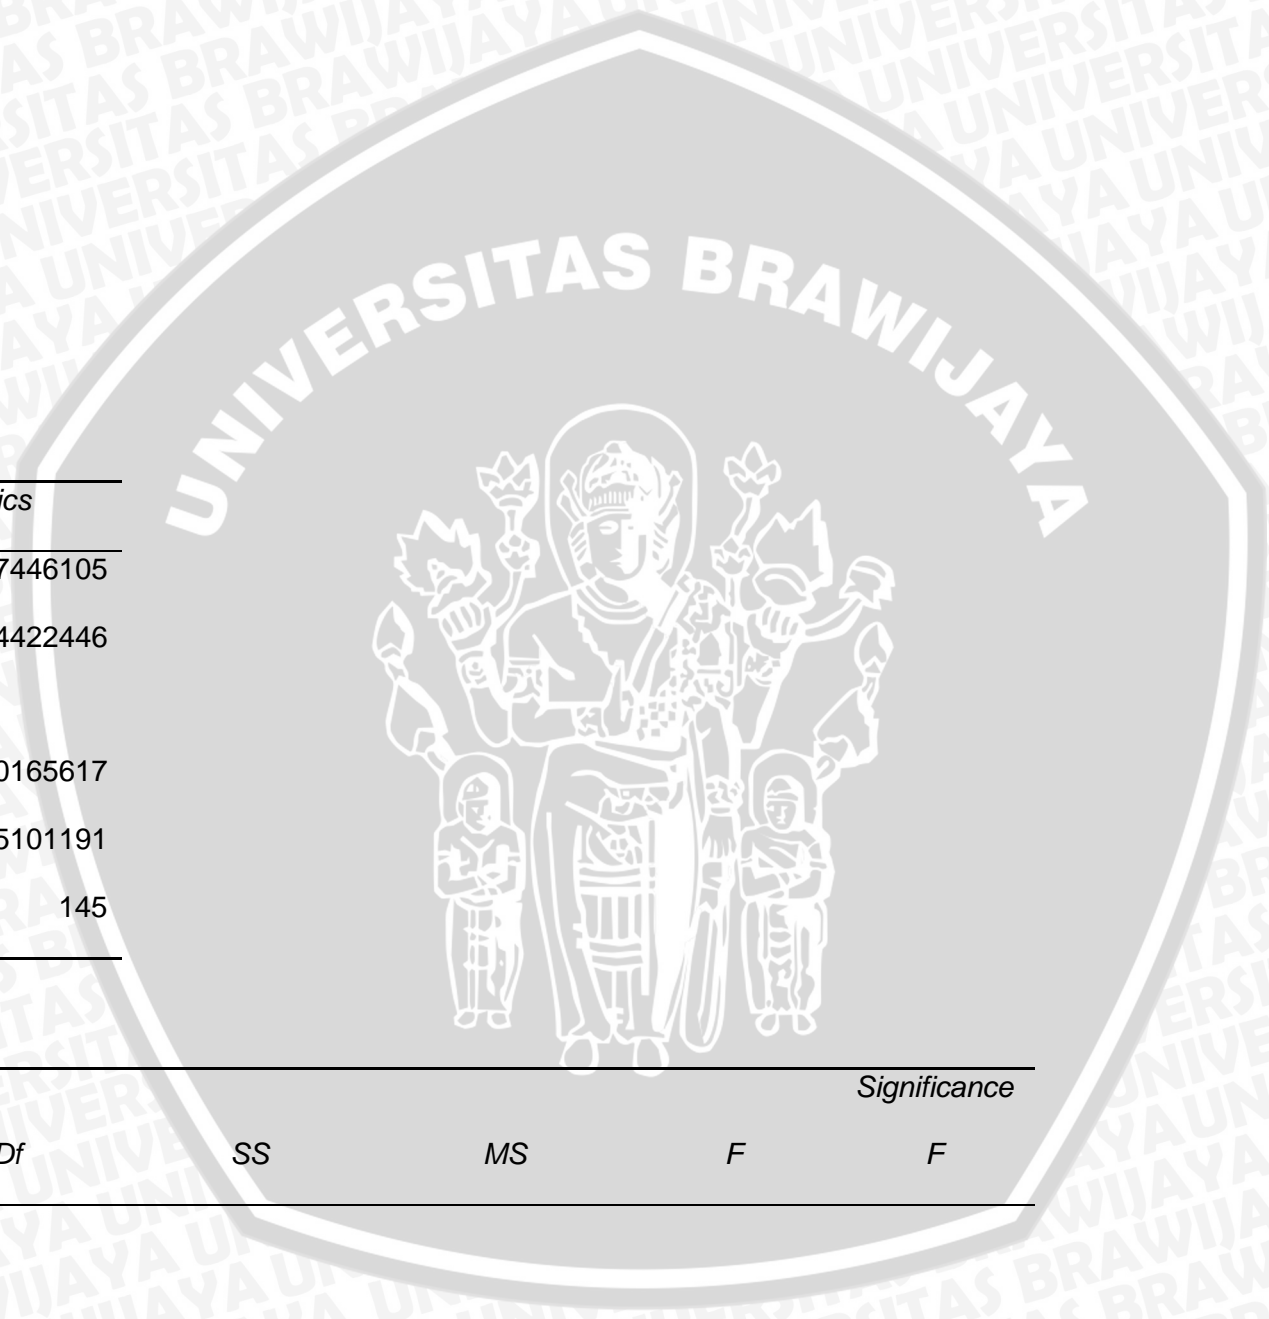 UNIVERSITAS BRAWIJAYA
ics
7446105
4422446
0165617
5101191
145
Significance
Df SS MS F F